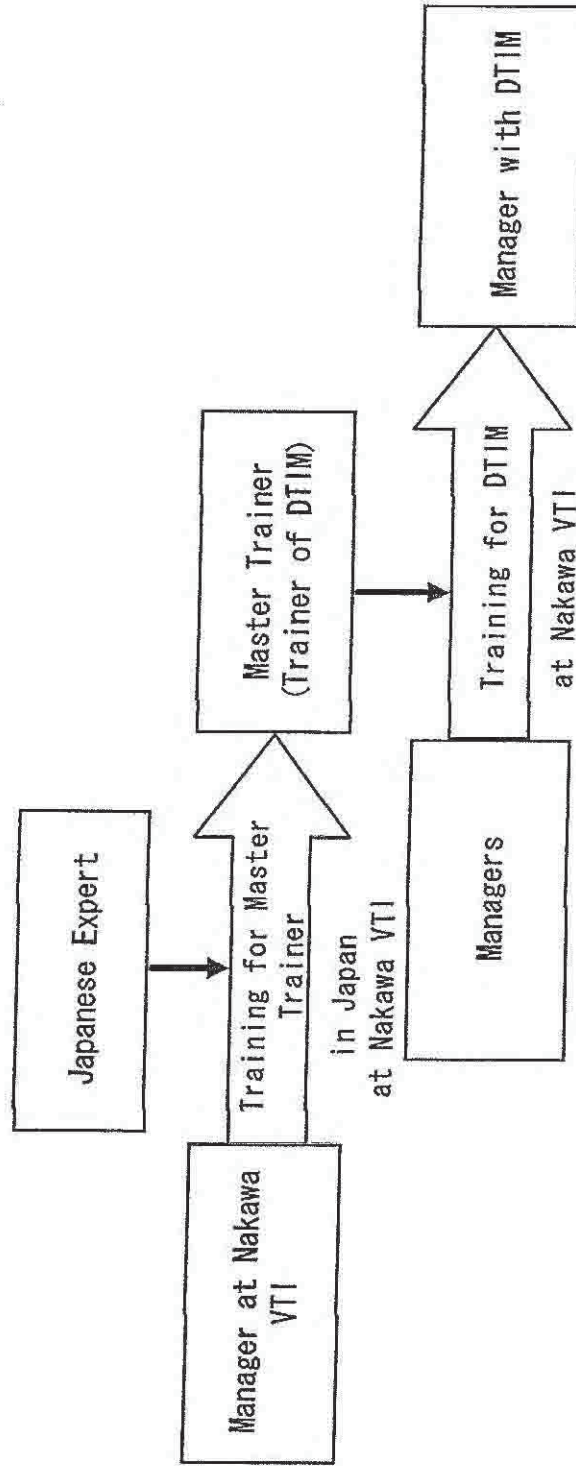 Japanese Expert
Manager at Nakawa
VTI
Training for Master
Trainer
in Japan
at Nakawa VTI
Master Trainer
(Trainer of DTIM)
Managers
Training for DTIM
at Nakawa VTI
Manager with DTIM